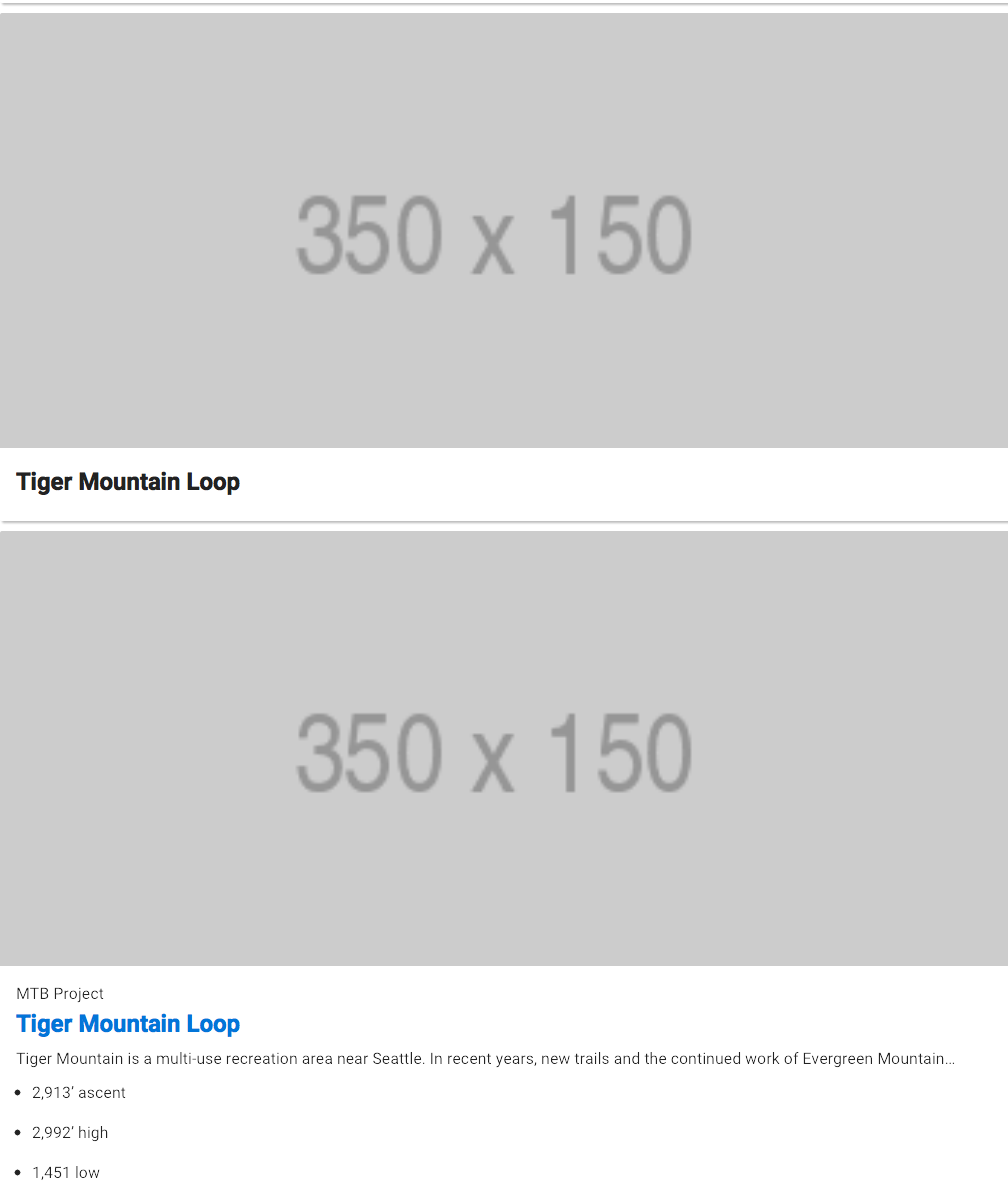 350 x 150
Tiger Mountain Loop
350 x 150
MTB Project
Tiger Mountain Loop
Tiger Mountain is a multi-use recreation area near Seattle. In recent years, new trails and the continued work of Evergreen Mountain...
• 2,913’ ascent
• 2,992’ high
• 1,451 low